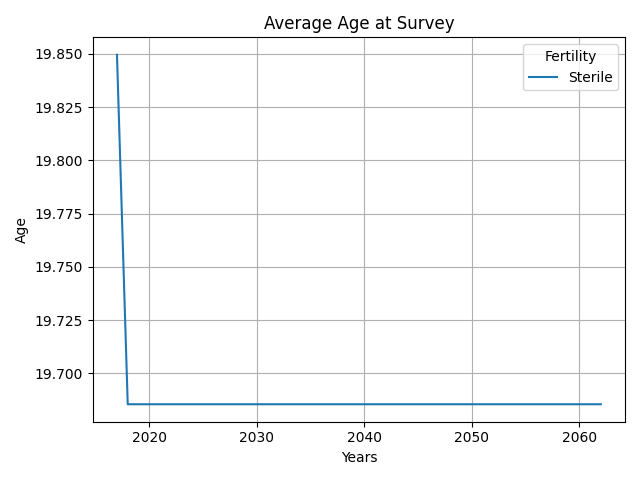 Average Age at Survey
Fertility
Sterile
19.850
19.825
19.800
19.775
19.750
19.725
19.700
Age
2020 2030 2040 2050 2060
Years